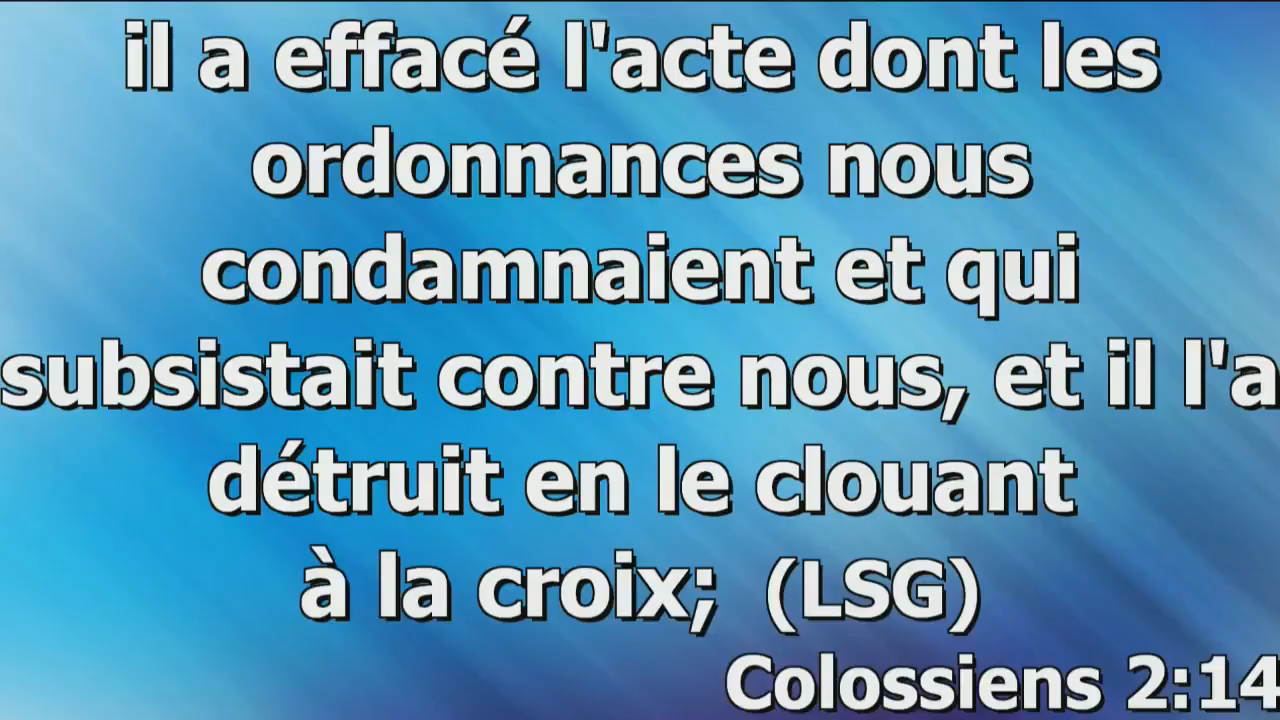 il a effacé l'acte dont les
ordonnances nous
condamnaient et qui
subsistait contre nous, et il l'a
détruit en le clouant
à la croix; (LSG)
Colossiens 2:14